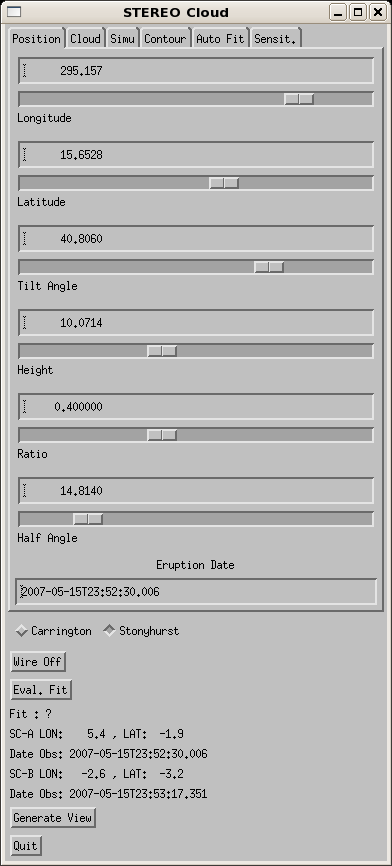 STEREO Cloud
Position Cloud Simu Contour Auto Fit Sensit.
295.157
Longitude
15.6528
Latitude
40.8060
Tilt Angle
10.0714
Height
0.400000
Ratio
14.8140
Half Angle
Eruption Date
2007-05-15T23:52:30.006
Carrington Stonyhurst
Wire Off
Eval. Fit
Fit : ?
SC-A LON: 5.4 , LAT: -1.9
Date Obs: 2007-05-15T23:52:30.006
SC-B LON: -2.6 , LAT: -3.2
Date Obs: 2007-05-15T23:53:17.351
Generate View
Quit